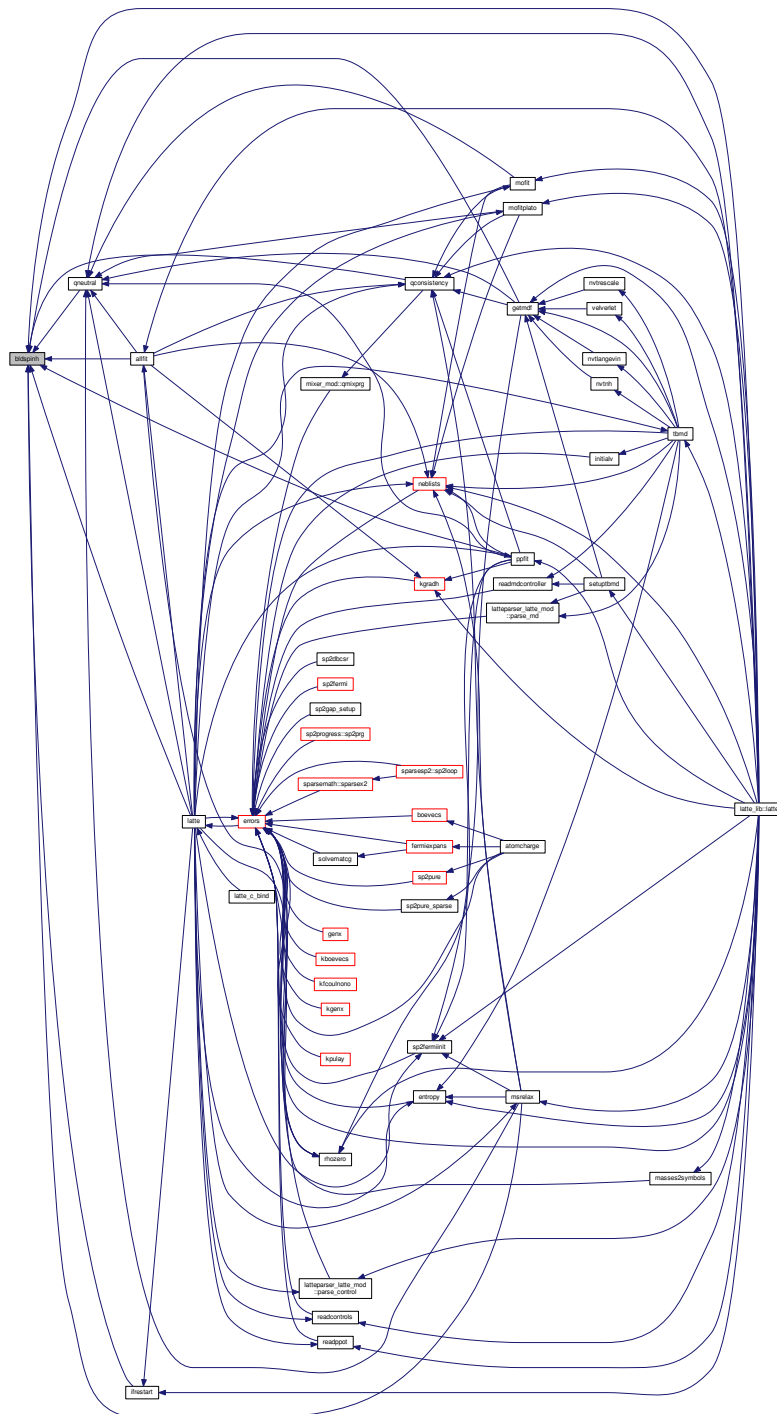 mofit
mofitplato
qneutral
qconsistency
nvtrescale
getmdf
velverlet
bldspinh
allfit
nvtlangevin
mixer_mod::qmixprg
nvtnh
tbmd
initialv
neblists
ppfit
kgradh
readmdcontroller
setuptbmd
latteparser_latte_mod
::parse_md
sp2dbcsr
sp2fermi
sp2gap_setup
sp2progress::sp2prg
sparsesp2::sp2loop
sparsemath::sparsex2
latte_lib::latte
boevecs
latte
errors
fermiexpans
atomcharge
solvematcg
sp2pure
latte_c_bind
sp2pure_sparse
genx
kboevecs
kfcoulnono
kgenx
sp2fermiinit
kpulay
entropy
msrelax
rhozero
masses2symbols
latteparser_latte_mod
::parse_control
readcontrols
readppot
ifrestart